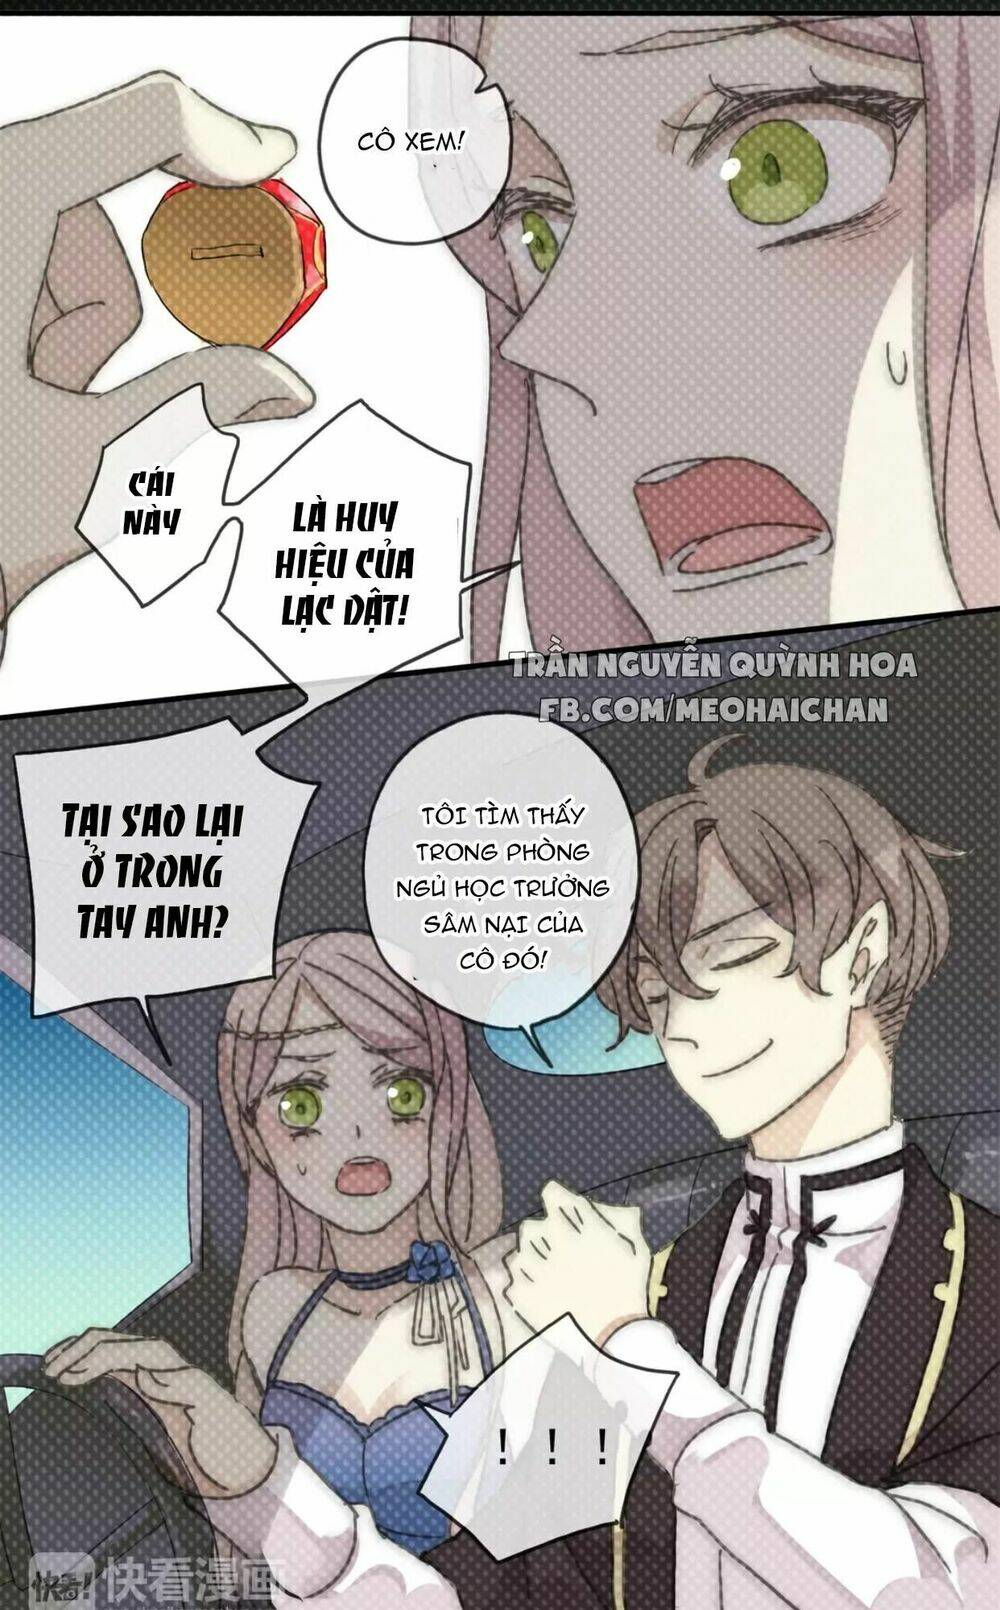 CÔ XEM!
CÁI
NÀY
LÀ HUY
HIỆU CỦA
LẠC DẬT!
TRẦN NGUYỄN QUỲNH HOA
FB.COM/MEOHAICHAN
TẠI SAO LẠI
Ở TRONG
TAY ANH?
TÔI TÌM THẤY
TRONG PHÒNG
NGỦ HỌC TRƯỞNG
SÂM NẠI CỦA
CÔ ĐÓ!
! ! !
快看! 快看漫画